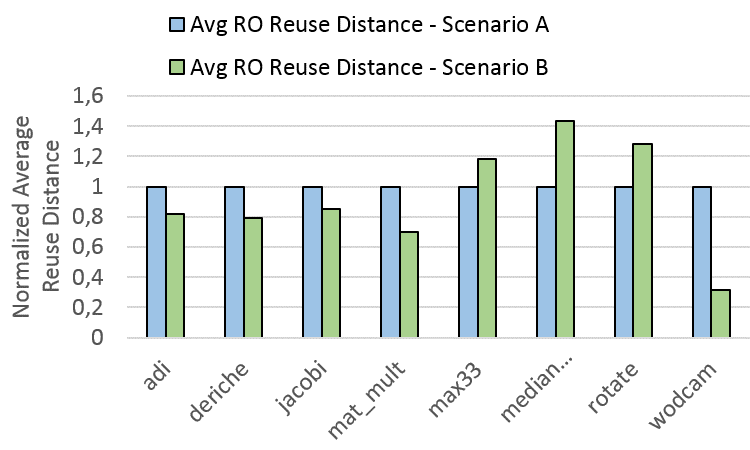 Avg RO Reuse Distance - Scenario A
Avg RO Reuse Distance - Scenario B
Normalized Average
Reuse Distance
1,6
1,4
1,2
1
0,8
0,6
0,4
0,2
0
adi
deriche
jacobi
mat_mult
max33
median...
rotate
wodcam